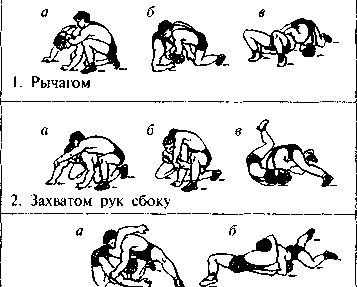 а б в
1. Рычагом
а б в
2. Захватом рук сбоку
а б